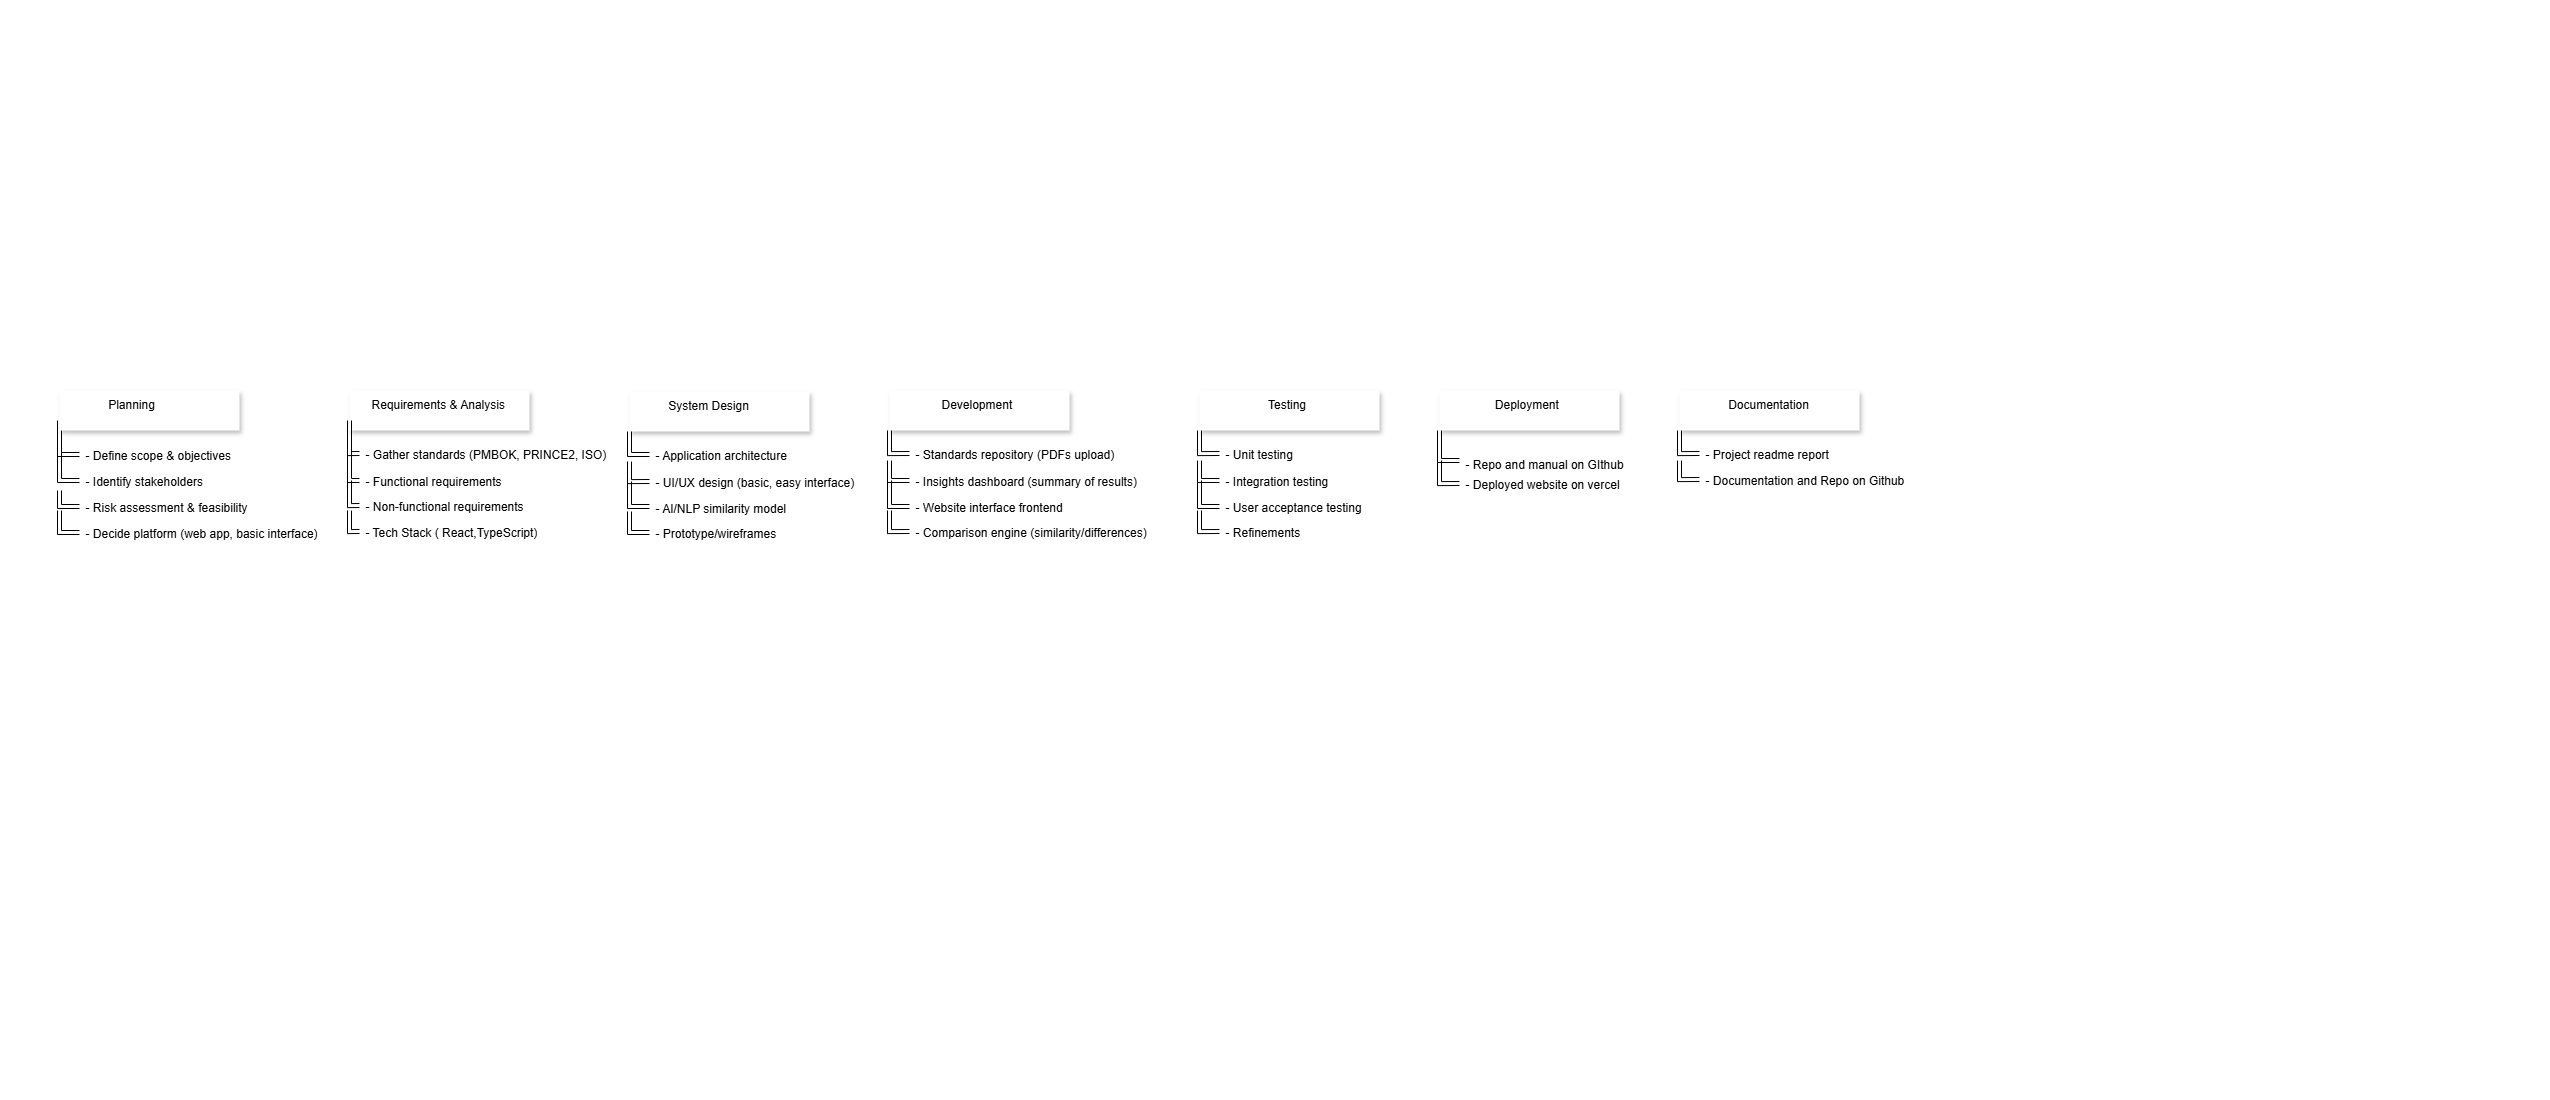 Planning
- Define scope & objectives
- Identify stakeholders
- Risk assessment & feasibility
- Decide platform (web app, basic interface)
Requirements & Analysis
- Gather standards (PMBOK, PRINCE2, ISO)
- Functional requirements
- Non-functional requirements
- Tech Stack ( React,TypeScript)
System Design
- Application architecture
- UI/UX design (basic, easy interface)
- AI/NLP similarity model
- Prototype/wireframes
Development
- Standards repository (PDFs upload)
- Insights dashboard (summary of results)
- Website interface frontend
- Comparison engine (similarity/differences)
Testing
- Unit testing
- Integration testing
- User acceptance testing
- Refinements
Deployment
- Repo and manual on GIthub
- Deployed website on vercel
Documentation
- Project readme report
- Documentation and Repo on Github